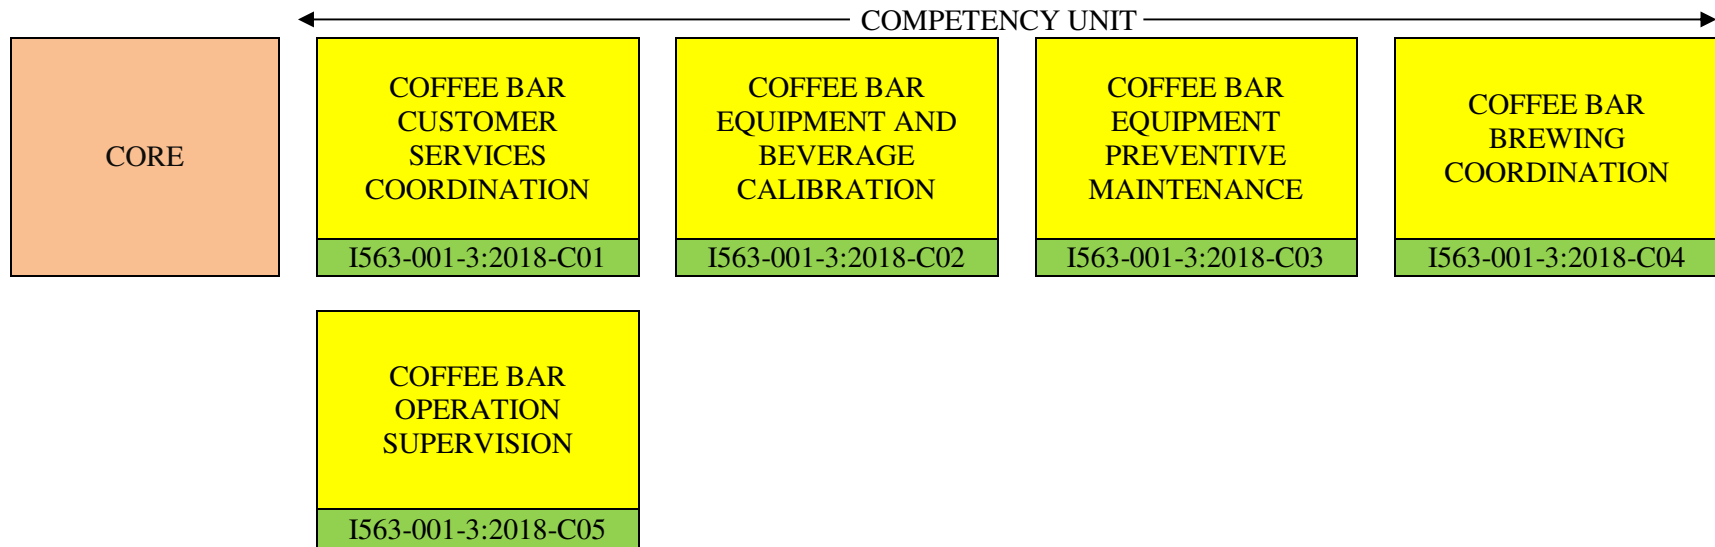 COMPETENCY UNIT
CORE
COFFEE BAR
CUSTOMER
SERVICES
COORDINATION
I563-001-3:2018-C01
COFFEE BAR
EQUIPMENT AND
BEVERAGE
CALIBRATION
I563-001-3:2018-C02
COFFEE BAR
EQUIPMENT
PREVENTIVE
MAINTENANCE
I563-001-3:2018-C03
COFFEE BAR
BREWING
COORDINATION
I563-001-3:2018-C04
COFFEE BAR
OPERATION
SUPERVISION
I563-001-3:2018-C05